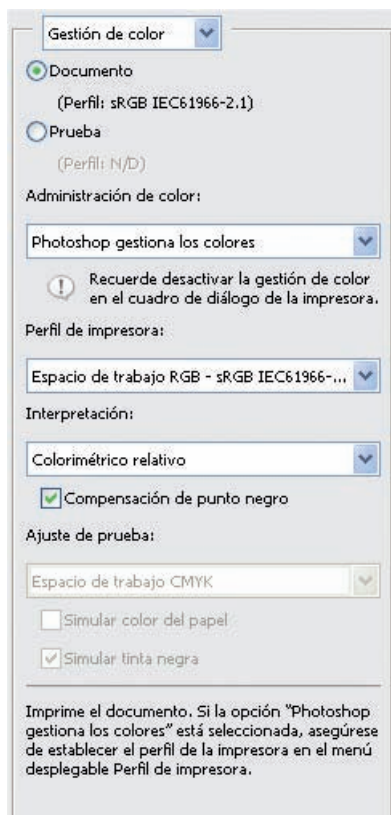 Gestión de color
Documento
(Perfil: sRGB IEC61966-2.1)
Prueba
(Perfil: N/D)
Administración de color:
Photoshop gestiona los colores
Recuerde desactivar la gestión de color
en el cuadro de diálogo de la impresora.
Perfil de impresora:
Espacio de trabajo RGB - sRGB IEC61966-...
Interpretación:
Colorimétrico relativo
Compensación de punto negro
Ajuste de prueba:
Espacio de trabajo CMYK
Simular color del papel
Simular tinta negra
Imprime el documento. Si la opción "Photoshop
gestiona los colores" está seleccionada, asegúrese
de establecer el perfil de la impresora en el menú
desplegable Perfil de impresora.